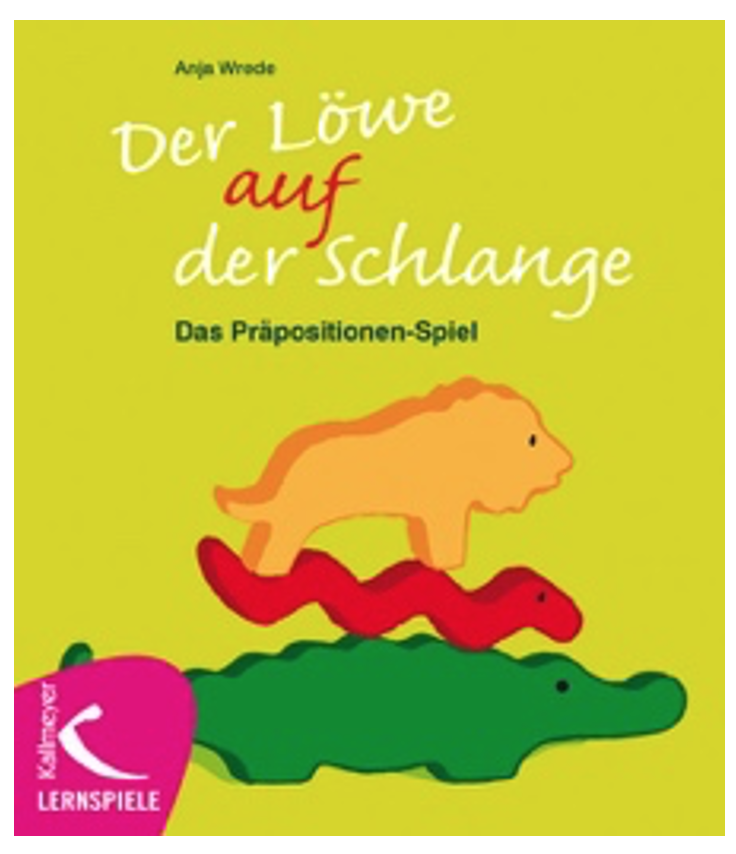 Anja Wrede
Der Löwe
auf
der Schlange
Das Präpositionen-Spiel
Kallmeyer
LERNSPIELE